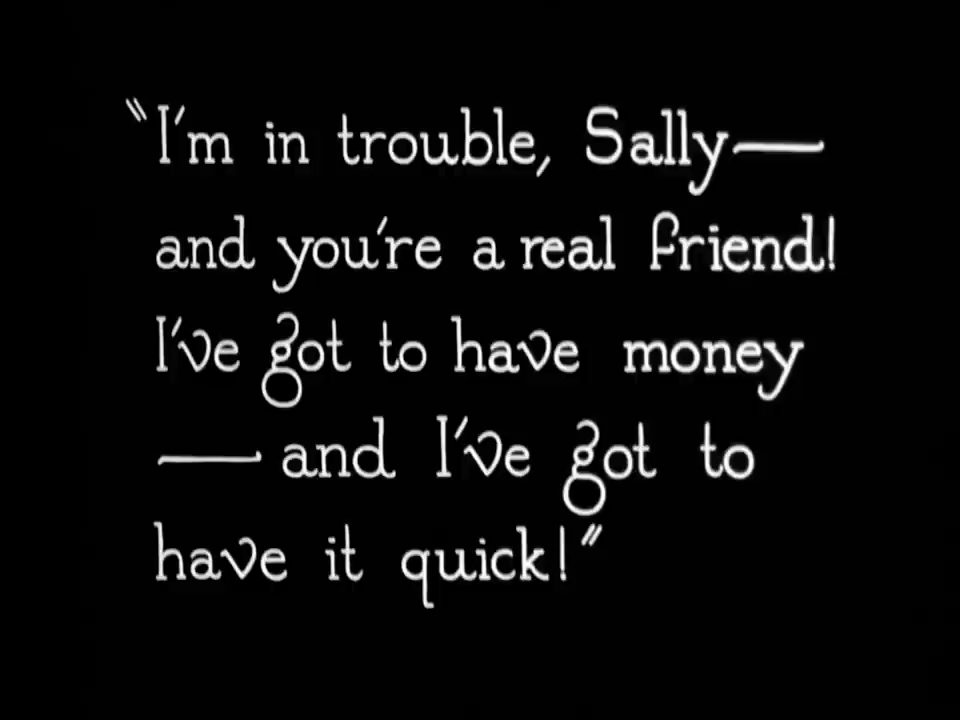 "I'm in trouble, Sally—
and you're a real friend!
I've got to have money
— and I've got to
have it quick!"